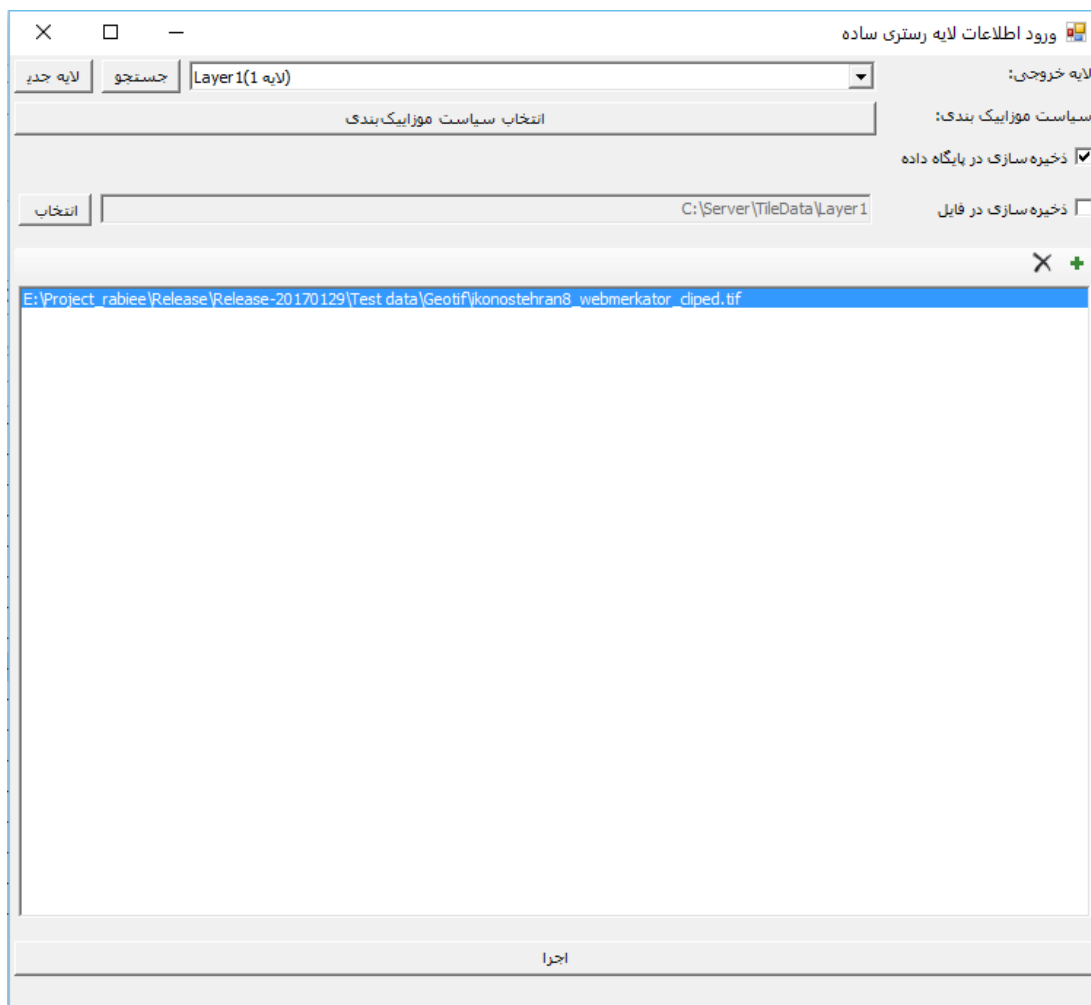 ورود اطلاعات لایه رستری ساده
لایه خروجی:
Layer1(لایه 1)
جستجو
لایه جدی
سیاست موزاییک بندی:
انتخاب سیاست موزاییک‌بندی
ذخیره‌سازی در پایگاه داده
ذخیره‌سازی در فایل
C:\Server\TileData\Layer1
انتخاب
E:\Project_rabiee\Release\Release-20170129\Test data\Geotif\ikonostehran8_webmerkator_cliped.tif
اجرا